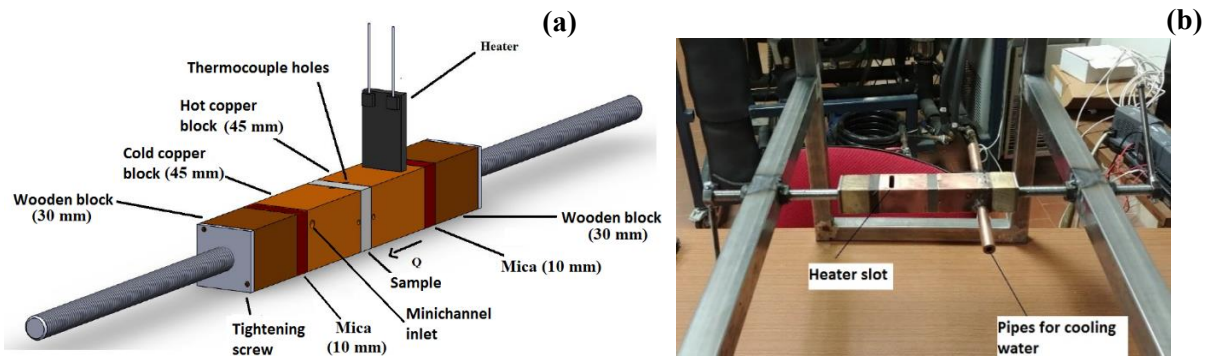 (a)
Heater
Thermocouple holes
Hot copper
block (45 mm)
Cold copper
block (45 mm)
Wooden block
(30 mm)
Wooden block
(30 mm)
Mica (10 mm)
Q
Sample
Minichannel
inlet
Mica
(10 mm)
Tightening
screw
(b)
Heater slot
Pipes for cooling
water